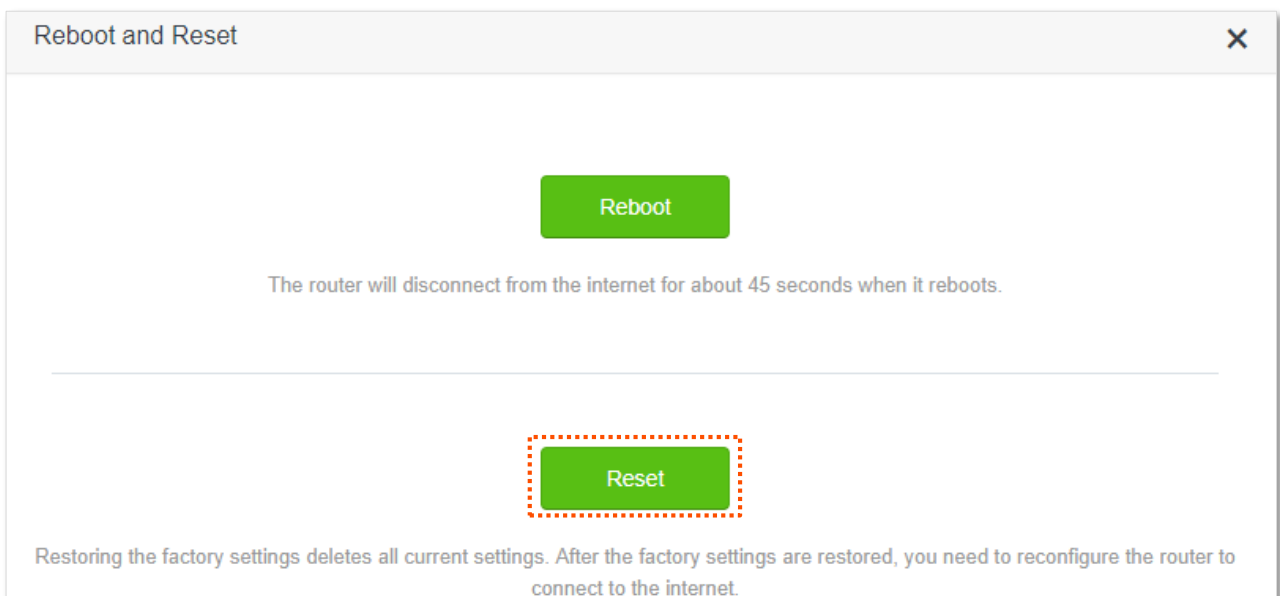 Reboot and Reset
Reboot
The router will disconnect from the internet for about 45 seconds when it reboots.
Reset
Restoring the factory settings deletes all current settings. After the factory settings are restored, you need to reconfigure the router to
connect to the internet.